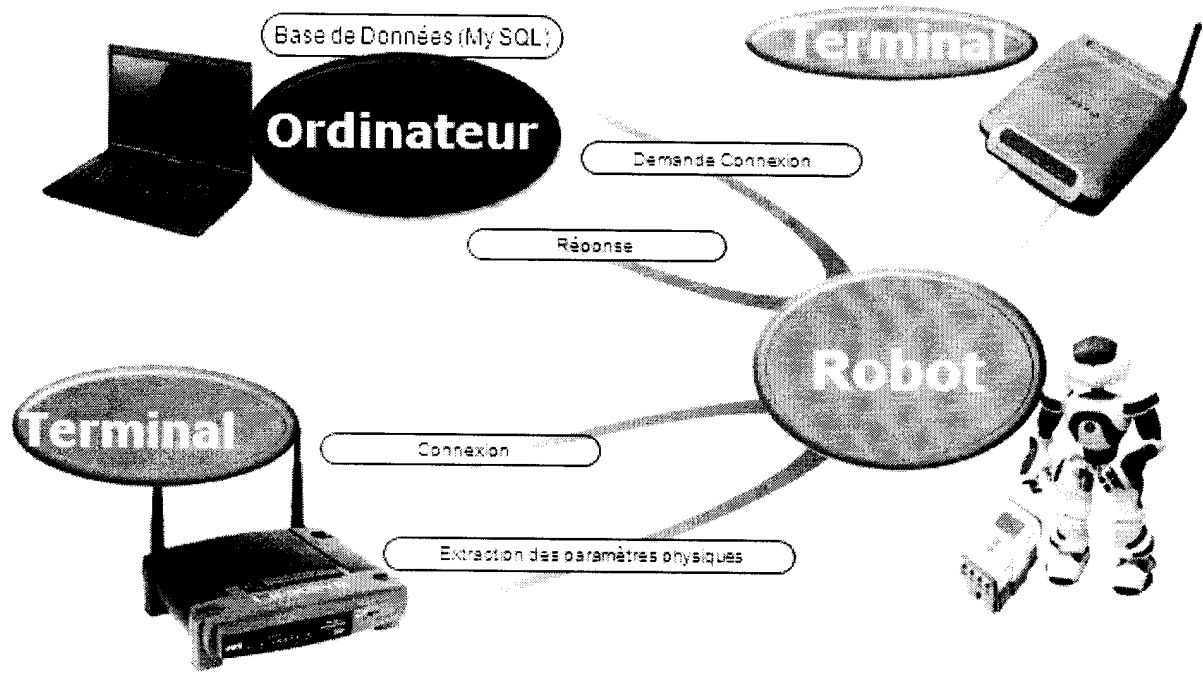 Base de Données (My SQL)
Terminal
Ordinateur
Demande Connexion
Réponse
Robot
Terminal
Connexion
Extraction des paramètres physiques